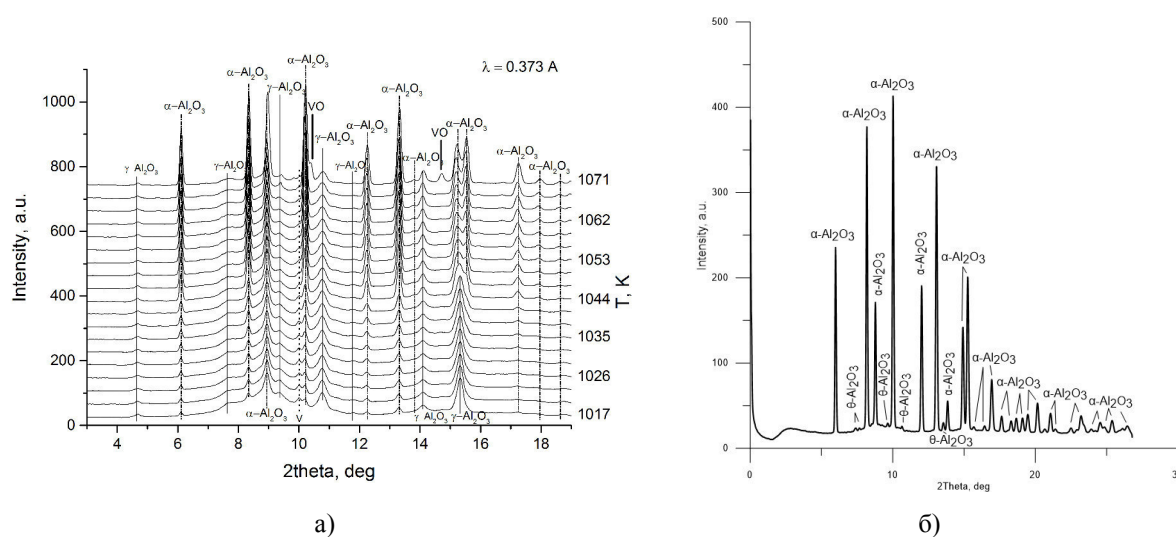 α–Al₂O₃
λ = 0.373 A
α–Al₂O₃
γ–Al₂O₃
VO
α–Al₂O₃
α–Al₂O₃
γ–Al₂O₃
α–Al₂O₃
VO
α–Al₂O₃
γ Al₂O₃
γ–Al₂O
γ–Al₂O
α–Al₂O
α–Al₂O₃
α–Al₂O₃
1000
800
600
400
200
0
Intensity, a.u.
1071
1062
1053
1044
1035
1026
1017
T, K
α–Al₂O₃
V
γ Al₂O₃
γ–Al₂O₃
4
6
8
10
12
14
16
18
2theta, deg
а)
500
400
300
200
100
0
Intensity, a.u.
α-Al₂O₃
α-Al₂O₃
α-Al₂O₃
α-Al₂O₃
α-Al₂O₃
α-Al₂O₃
α-Al₂O₃
α-Al₂O₃
θ-Al₂O₃
θ-Al₂O₃
θ-Al₂O₃
α-Al₂O₃
θ-Al₂O₃
α-Al₂O₃
α-Al₂O₃
α-Al₂O₃
α-Al₂O₃
0
10
20
2Theta, deg
б)